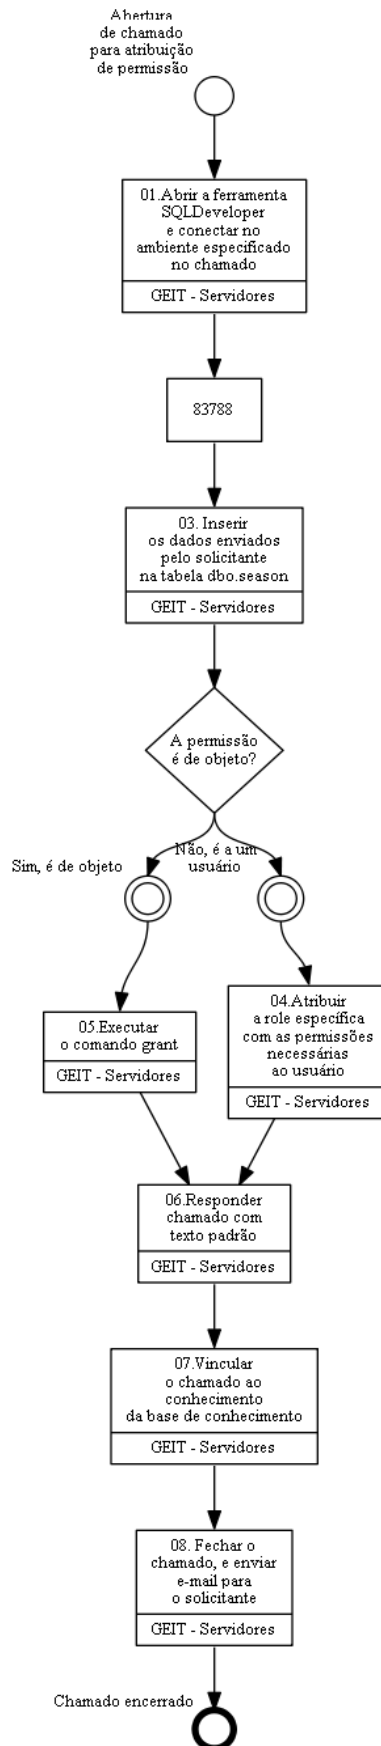 Abertura
de chamado
para atribuição
de permissão
01.Abrir a ferramenta
SQLDeveloper
e conectar no
ambiente especificado
no chamado
GEIT - Servidores
83788
03. Inserir
os dados enviados
pelo solicitante
na tabela dbo.season
GEIT - Servidores
A permissão
é de objeto?
Sim, é de objeto
Não, é a um
usuário
05.Executar
o comando grant
GEIT - Servidores
04.Atribuir
a role específica
com as permissões
necessárias
ao usuário
GEIT - Servidores
06.Responder
chamado com
texto padrão
GEIT - Servidores
07.Vincular
o chamado ao
conhecimento
da base de conhecimento
GEIT - Servidores
08. Fechar o
chamado, e enviar
e-mail para
o solicitante
GEIT - Servidores
Chamado encerrado